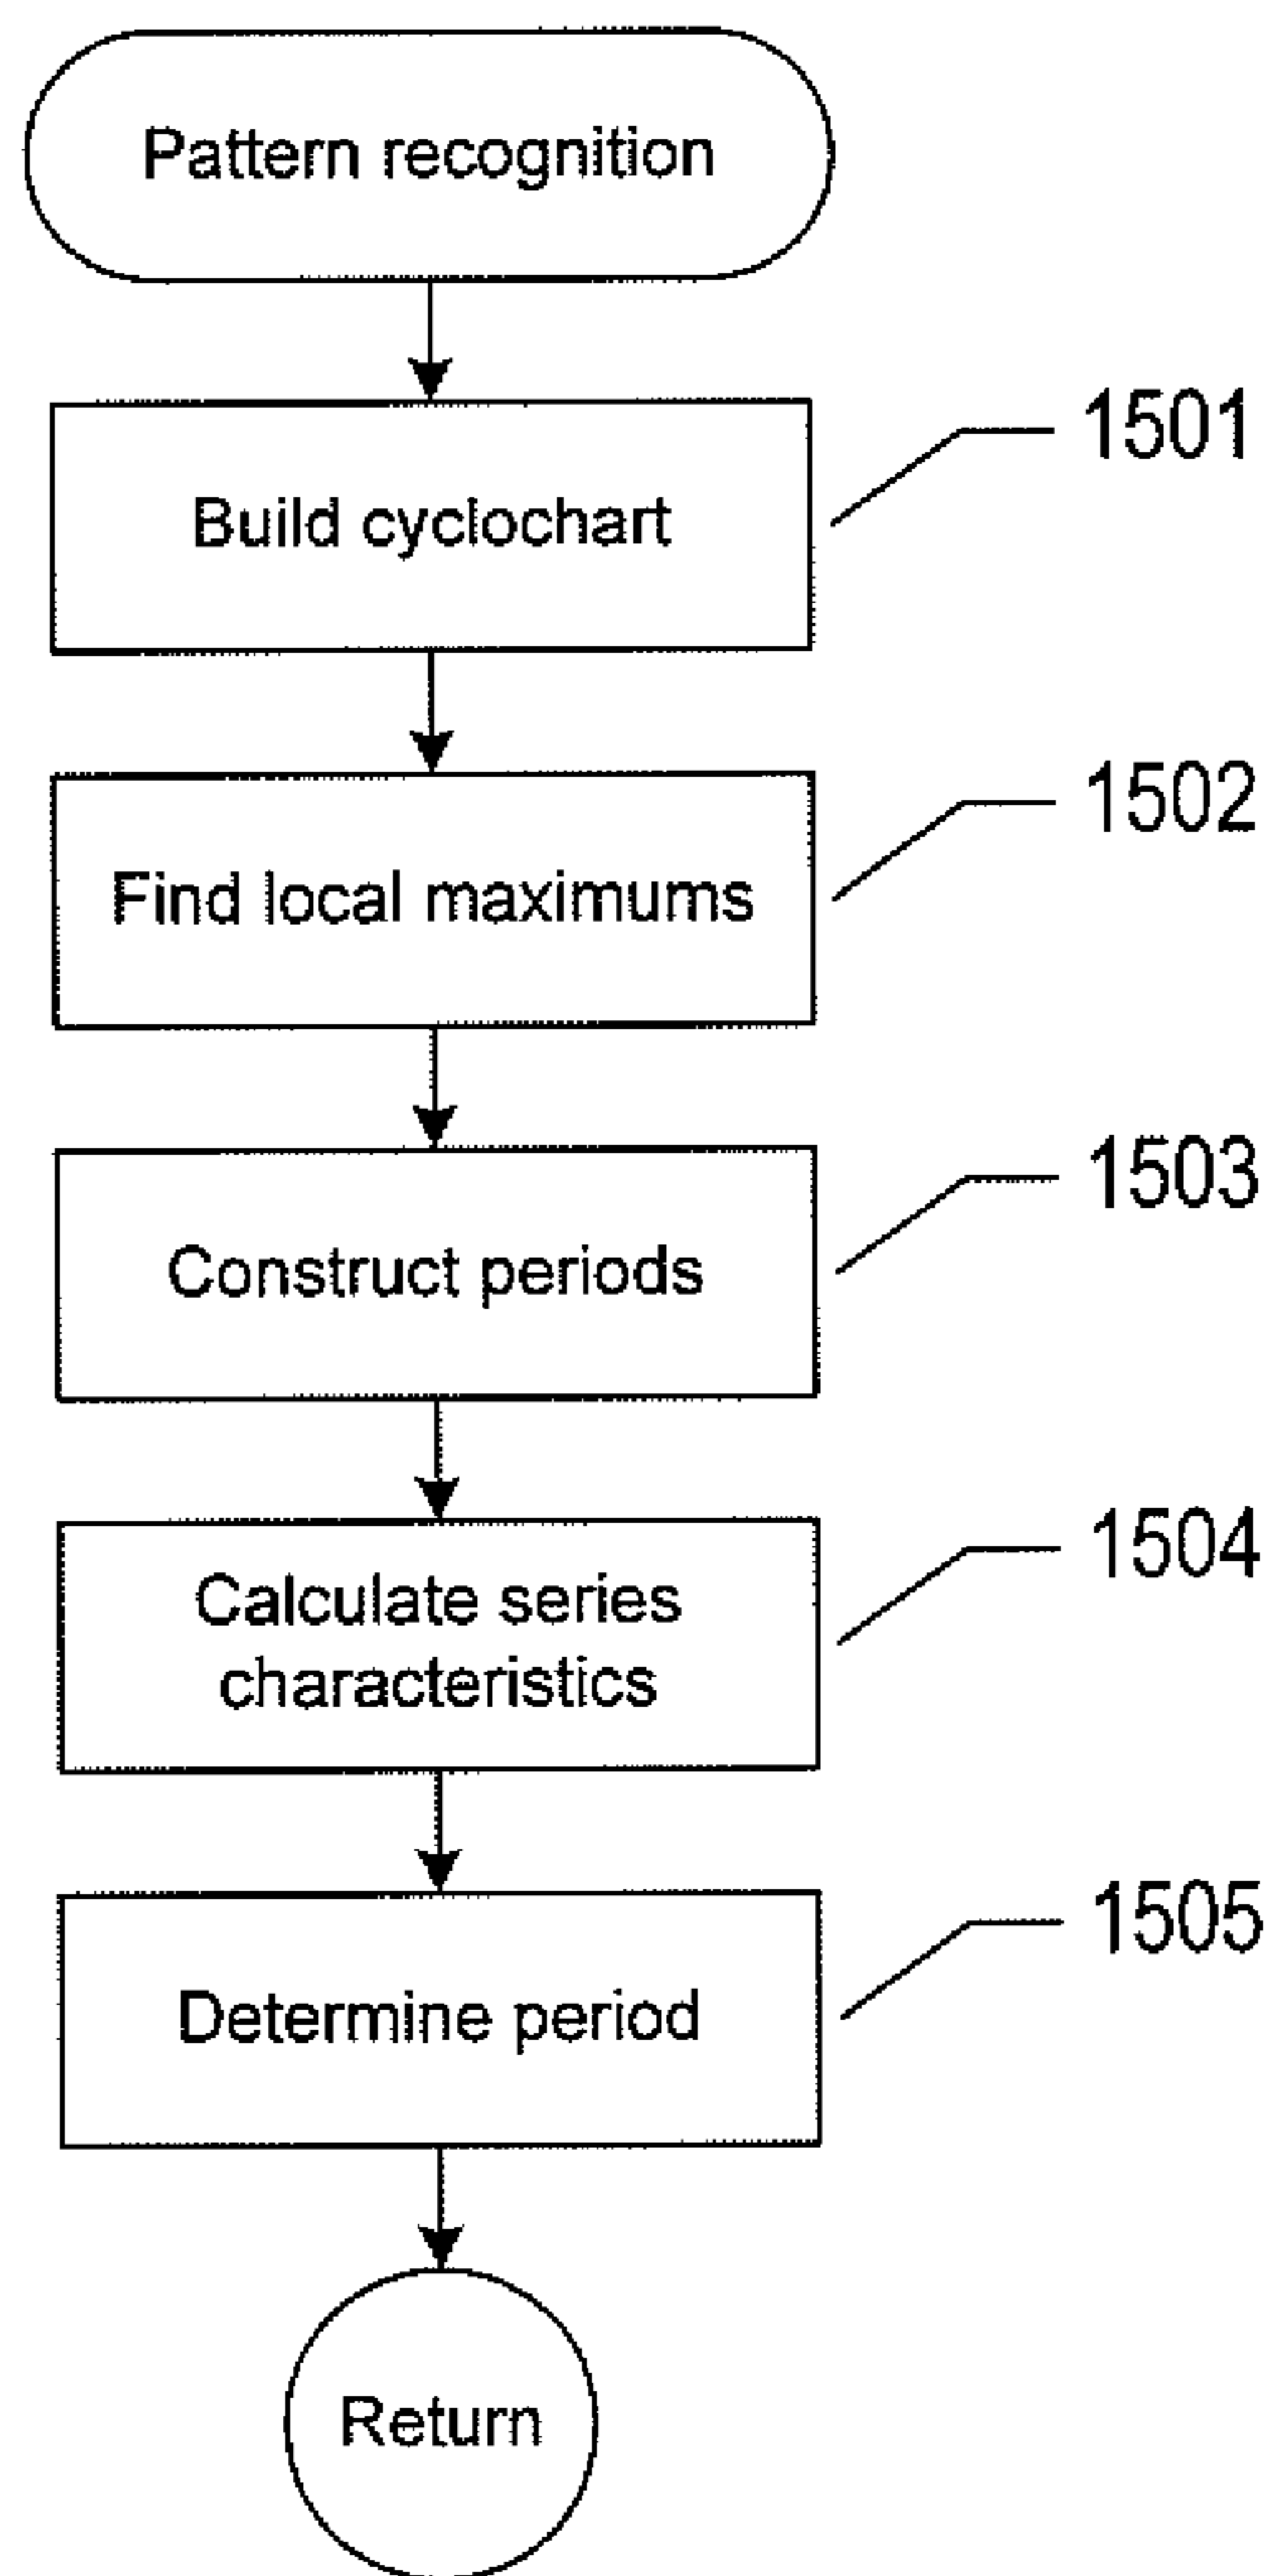 Pattern recognition
1501
Build cyclochart
1502
Find local maximums
1503
Construct periods
1504
Calculate series
characteristics
1505
Determine period
Return